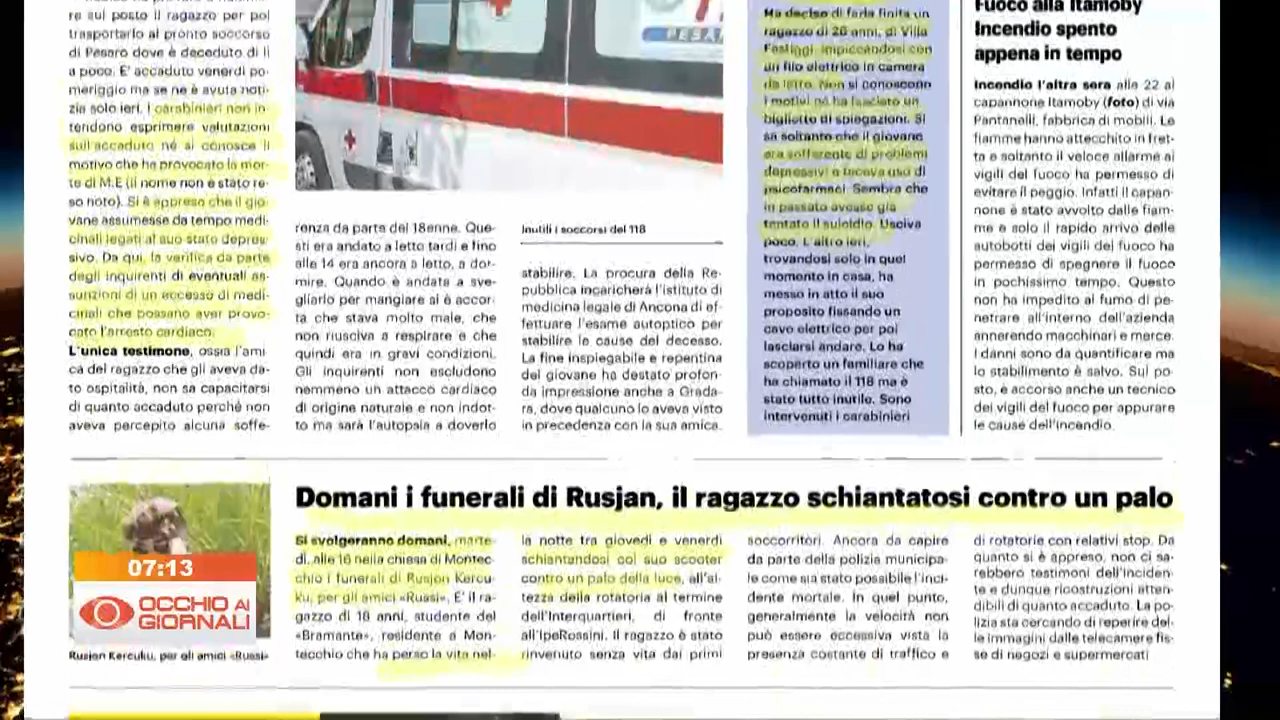 re sul posto il ragazzo per poi
trasportarlo al pronto soccorso
di Pesaro dove è deceduto di lì
a poco. E' accaduto venerdì po-
meriggio ma se ne è avuta noti-
zia solo ieri. I carabinieri non in-
tendono esprimere valutazioni
sull'accaduto né si conosce il
motivo che ha provocato la mor-
te di M.E (il nome non è stato re-
so noto). Si è appreso che il gio-
vane assumesse da tempo medi-
cinali legati al suo stato depres-
sivo. Da qui, la verifica da parte
degli inquirenti di eventuali as-
sunzioni di un eccesso di medi-
cinali che possano aver provo-
cato l'arresto cardiaco.
L'unica testimone, ossia l'ami-
ca del ragazzo che gli aveva da-
to ospitalità, non sa capacitarsi
di quanto accaduto perché non
aveva percepito alcuna soffe-
PESAR
renza da parte del 18enne. Que-
sti era andato a letto tardi e fino
alle 14 era ancora a letto, a dor-
mire. Quando è andata a sve-
gliarlo per mangiare si è accor-
ta che stava molto male, che
non riusciva a respirare e che
quindi era in gravi condizioni.
Gli inquirenti non escludono
nemmeno un attacco cardiaco
di origine naturale e non indot-
to ma sarà l'autopsia a doverlo
Inutili i soccorsi del 118
stabilire. La procura della Re-
pubblica incaricherà l'istituto di
medicina legale di Ancona di ef-
fettuare l'esame autoptico per
stabilire le cause del decesso.
La fine inspiegabile e repentina
del giovane ha destato profon-
da impressione anche a Grada-
ra, dove qualcuno lo aveva visto
in precedenza con la sua amica.
Ha deciso di farla finita un
ragazzo di 26 anni, di Villa
Fastiggi, impiccandosi con
un filo elettrico in camera
da letto. Non si conoscono
i motivi né ha lasciato un
biglietto di spiegazioni. Si
sa soltanto che il giovane
era sofferente di problemi
depressivi e faceva uso di
psicofarmaci. Sembra che
in passato avesse già
tentato il suicidio. Usciva
poco. L'altro ieri,
trovandosi solo in quel
momento in casa, ha
messo in atto il suo
proposito fissando un
cavo elettrico per poi
lasciarsi andare. Lo ha
scoperto un familiare che
ha chiamato il 118 ma è
stato tutto inutile. Sono
intervenuti i carabinieri
Fuoco alla Itamoby
Incendio spento
appena in tempo
Incendio l'altra sera alle 22 al
capannone Itamoby (foto) di via
Pantanelli, fabbrica di mobili. Le
fiamme hanno attecchito in fret-
ta e soltanto il veloce allarme ai
vigili del fuoco ha permesso di
evitare il peggio. Infatti il capan-
none è stato avvolto dalle fiam-
me e solo il rapido arrivo delle
autobotti dei vigili del fuoco ha
permesso di spegnere il fuoco
in pochissimo tempo. Questo
non ha impedito al fumo di pe-
netrare all'interno dell'azienda
annerendo macchinari e merce.
I danni sono da quantificare ma
lo stabilimento è salvo. Sul po-
sto, è accorso anche un tecnico
dei vigili del fuoco per appurare
le cause dell'incendio.
Domani i funerali di Rusjan, il ragazzo schiantatosi contro un palo
Si svolgeranno domani, marte-
dì, alle 16 nella chiesa di Montec-
chio i funerali di Rusjan Kercu-
ku, per gli amici «Russi». E' il ra-
gazzo di 18 anni, studente del
«Bramante», residente a Mon-
tecchio che ha perso la vita nel-
la notte tra giovedì e venerdì
schiantandosi col suo scooter
contro un palo della luce, all'al-
tezza della rotatoria al termine
dell'Interquartieri, di fronte
all'IpeRossini. Il ragazzo è stato
rinvenuto senza vita dai primi
soccorritori. Ancora da capire
da parte della polizia municipa-
le come sia stato possibile l'inci-
dente mortale. In quel punto,
generalmente la velocità non
può essere eccessiva vista la
presenza costante di traffico e
di rotatorie con relativi stop. Da
quanto si è appreso, non ci sa-
rebbero testimoni dell'inciden-
te e dunque ricostruzioni atten-
dibili di quanto accaduto. La po-
lizia sta cercando di reperire del-
le immagini dalle telecamere fis-
se di negozi e supermercati
07:13
OCCHIO AI
GIORNALI
Rusjan Kercuku, per gli amici «Russi»